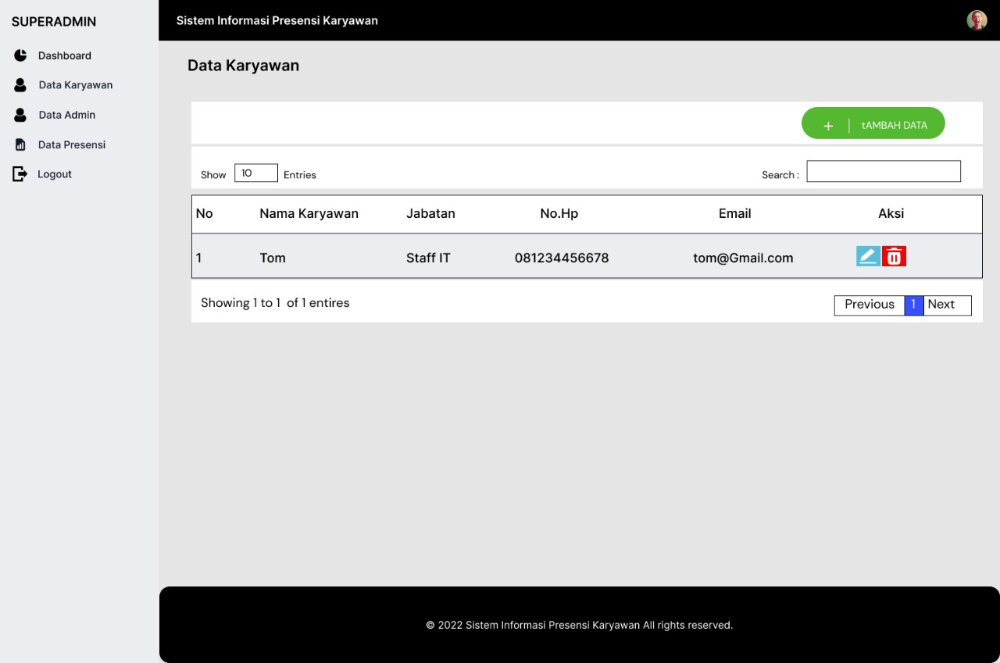 SUPERADMIN
Sistem Informasi Presensi Karyawan
Dashboard
Data Karyawan
Data Admin
Data Presensi
Logout
Data Karyawan
+ | tAMBAH DATA
Show 10 Entries
Search :
No Nama Karyawan Jabatan No.Hp Email Aksi
1 Tom Staff IT 081234456678 tom@Gmail.com
Showing 1 to 1 of 1 entires
Previous 1 Next
© 2022 Sistem Informasi Presensi Karyawan All rights reserved.